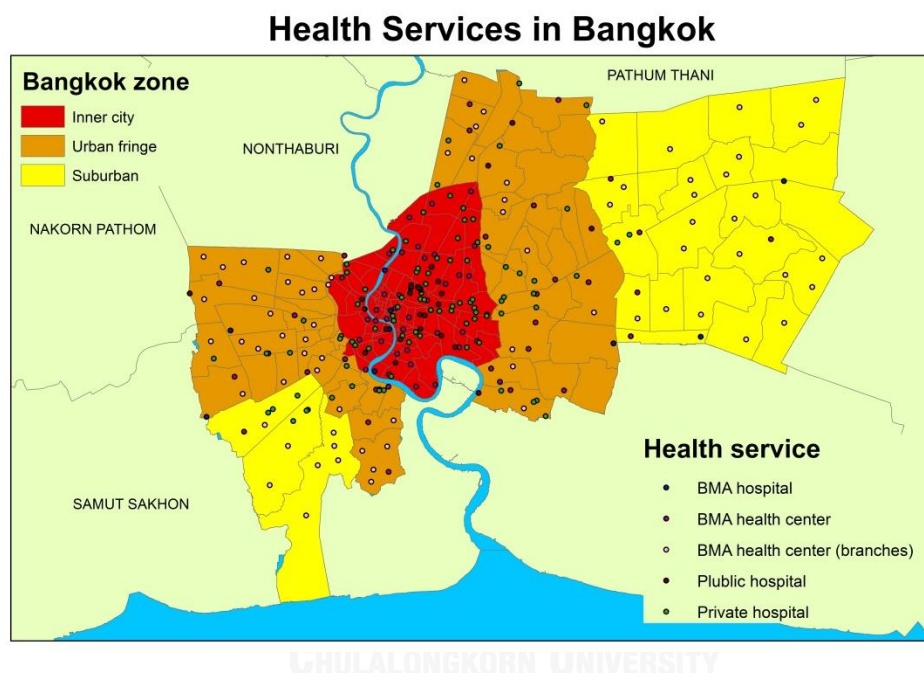 Health Services in Bangkok
Bangkok zone
Inner city
Urban fringe
Suburban
PATHUM THANI
NONTHABURI
NAKORN PATHOM
SAMUT SAKHON
Health service
BMA hospital
BMA health center
BMA health center (branches)
Plublic hospital
Private hospital
CHULALONGKORN UNIVERSITY